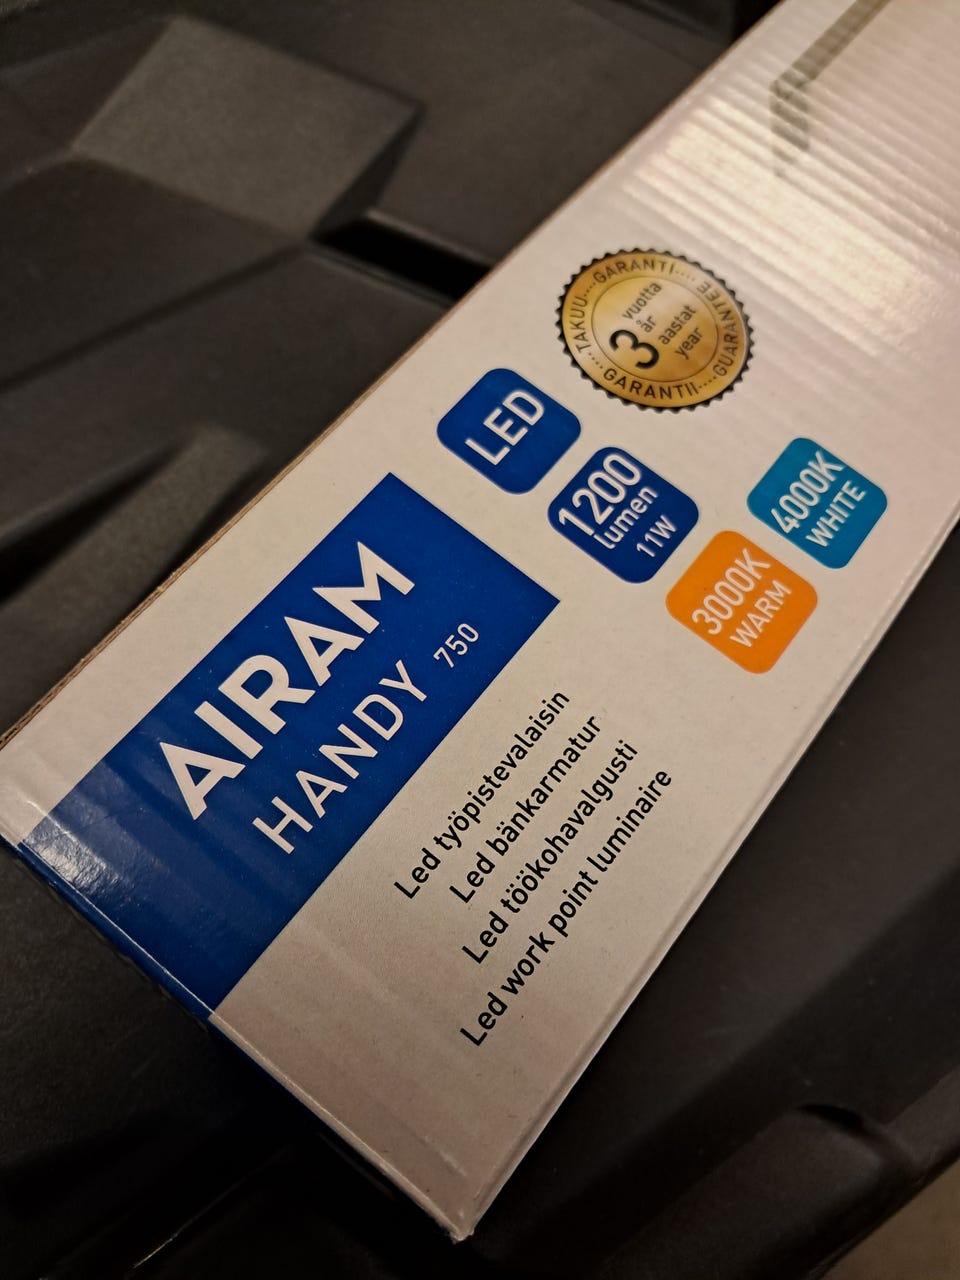 TAKUU····GARANTI····GUARANTEE····GARANTII····
3
vuotta
år
aastat
year
LED
1200
lumen
11W
4000K
WHITE
3000K
WARM
AIRAM
HANDY 750
Led työpistevalaisin
Led bänkarmatur
Led töökohavalgusti
Led work point luminaire